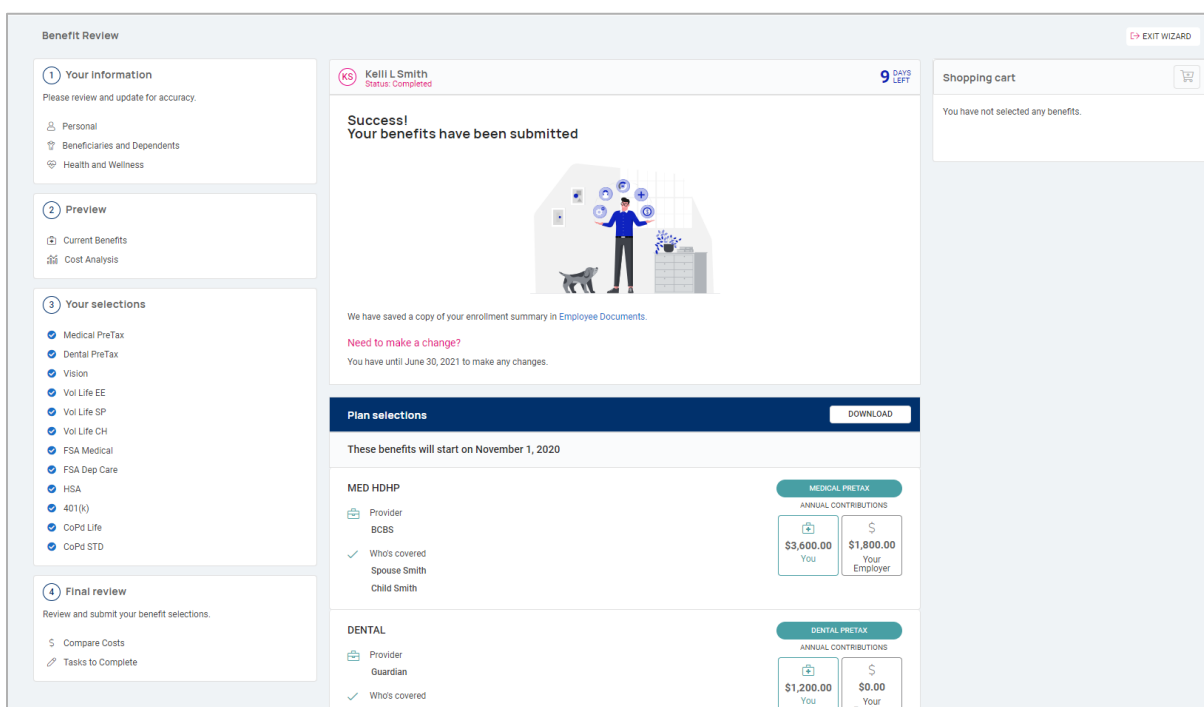 Benefit Review
EXIT WIZARD
1 Your information
Please review and update for accuracy.
Personal
Beneficiaries and Dependents
Health and Wellness
2 Preview
Current Benefits
Cost Analysis
3 Your selections
Medical PreTax
Dental PreTax
Vision
Vol Life EE
Vol Life SP
Vol Life CH
FSA Medical
FSA Dep Care
HSA
401(k)
CoPd Life
CoPd STD
4 Final review
Review and submit your benefit selections.
Compare Costs
Tasks to Complete
KS Kelli L Smith
Status: Completed
9 DAYS
LEFT
Success!
Your benefits have been submitted
We have saved a copy of your enrollment summary in Employee Documents.
Need to make a change?
You have until June 30, 2021 to make any changes.
Plan selections
DOWNLOAD
These benefits will start on November 1, 2020
MED HDHP
Provider
BCBS
Who's covered
Spouse Smith
Child Smith
MEDICAL PRETAX
ANNUAL CONTRIBUTIONS
$3,600.00
You
$
$1,800.00
Your
Employer
DENTAL
Provider
Guardian
Who's covered
DENTAL PRETAX
ANNUAL CONTRIBUTIONS
$1,200.00
You
$
$0.00
Your
Shopping cart
You have not selected any benefits.